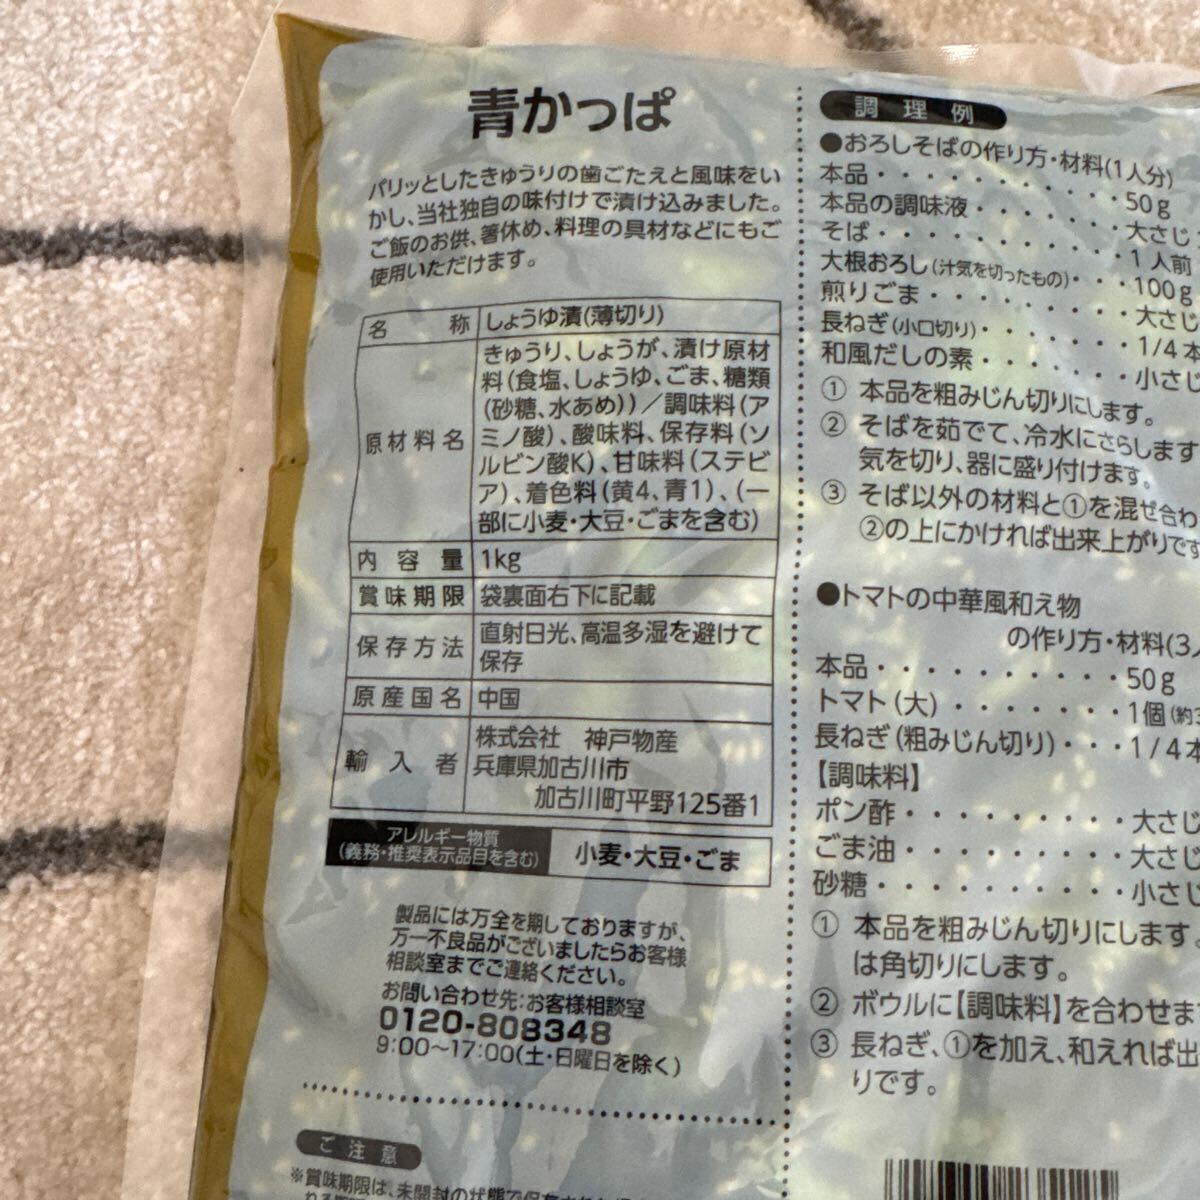 青かっぱ
パリッとしたきゅうりの歯ごたえと風味をい
かし、当社独自の味付けで漬け込みました。
ご飯のお供、箸休め、料理の具材などにもご
使用いただけます。
名称 しょうゆ漬(薄切り)
原材料名 きゅうり、しょうが、漬け原材
料(食塩、しょうゆ、ごま、糖類
(砂糖、水あめ))／調味料(ア
ミノ酸)、酸味料、保存料(ソ
ルビン酸K)、甘味料(ステビ
ア)、着色料(黄4、青1)、(一
部に小麦・大豆・ごまを含む)
内容量 1kg
賞味期限 袋裏面右下に記載
保存方法 直射日光、高温多湿を避けて
保存
原産国名 中国
輸入者 株式会社 神戸物産
兵庫県加古川市
加古川町平野125番1
アレルギー物質
(義務・推奨表示品目を含む) 小麦・大豆・ごま
製品には万全を期しておりますが、
万一不良品がございましたらお客様
相談室までご連絡ください。
お問い合わせ先:お客様相談室
0120-808348
9:00～17:00(土・日曜日を除く)
ご注意
※賞味期限は、未開封の状態で保存された
調理例
●おろしそばの作り方・材料(1人分)
本品・・・・・・・・・・50g
本品の調味液・・・・・・大さじ
そば・・・・・・・・・・1人前
大根おろし(汁気を切ったもの)・・・100g
煎りごま・・・・・・・・大さじ
長ねぎ(小口切り)・・・・・・・1/4本
和風だしの素・・・・・・小さじ
① 本品を粗みじん切りにします。
② そばを茹でて、冷水にさらします
気を切り、器に盛り付けます。
③ そば以外の材料と①を混ぜ合わ
②の上にかければ出来上がりです
●トマトの中華風和え物
の作り方・材料(3人
本品・・・・・・・・・・50g
トマト(大)・・・・・・・1個(約
長ねぎ(粗みじん切り)・・・1/4本
【調味料】
ポン酢・・・・・・・・・大さじ
ごま油・・・・・・・・・大さじ
砂糖・・・・・・・・・・小さじ
① 本品を粗みじん切りにします。
は角切りにします。
② ボウルに【調味料】を合わせま
③ 長ねぎ、①を加え、和えれば出
りです。